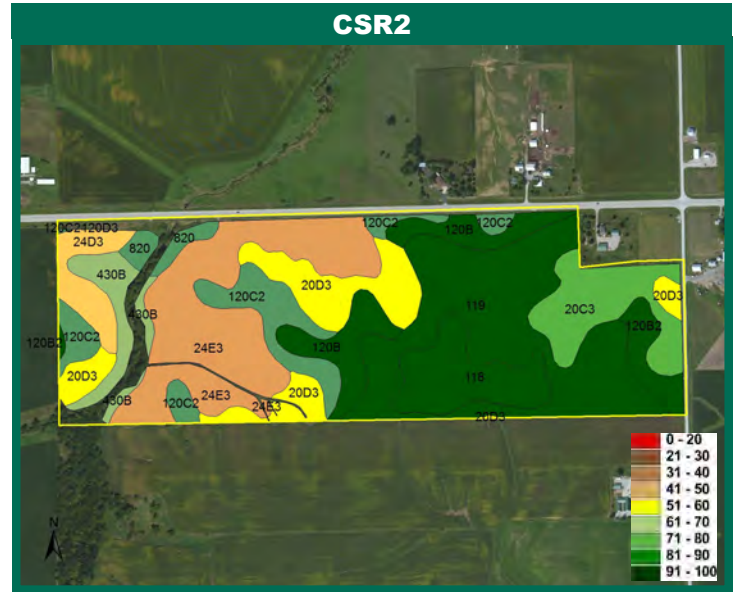 CSR2
120C2
120B
120C2
24D3
820
820
430B
20D3
120C2
20D3
119
20C3
120B2
430B
120B2
120C2
120B
24E3
118
20D3
20D3
24E3
430B
120C2
24E3
20D3
N
0 - 20
21 - 30
31 - 40
41 - 50
51 - 60
61 - 70
71 - 80
81 - 90
91 - 100